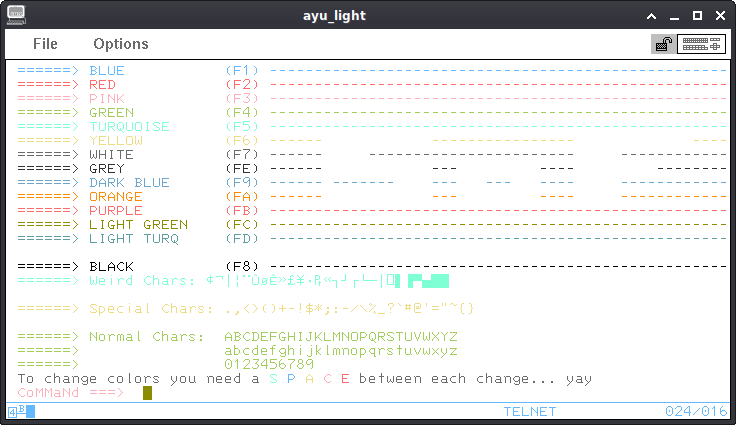 ayu_light
File Options
======> BLUE (F1) ---------------------------------------------------------
======> RED (F2) ---------------------------------------------------------
======> PINK (F3) ---------------------------------------------------------
======> GREEN (F4) ---------------------------------------------------------
======> TURQUOISE (F5) ---------------------------------------------------------
======> YELLOW (F6) ------ ------------------ ----
======> WHITE (F7) ------ ----------------- -------------
======> GREY (FE) ------ --- --- -------------
======> DARK BLUE (F9) ------ -------- --- --- --- -------------
======> ORANGE (FA) ------ --- --- -------------
======> PURPLE (FB) ---------------------------------------------------------
======> LIGHT GREEN (FC) ---------------------------------------------------------
======> LIGHT TURQ (FD) ---------------------------------------------------------
======> BLACK (F8) ---------------------------------------------------------
======> Weird Chars:
======> Special Chars: .,<>()+-!$*;:-/\%_?`#@'="~{}
======> Normal Chars: ABCDEFGHIJKLMNOPQRSTUVWXYZ
======> abcdefghijklmnopqrstuvwxyz
======> 0123456789
To change colors you need a S P A C E between each change... yay
CoMMaNd ===>
4 B TELNET 024/016